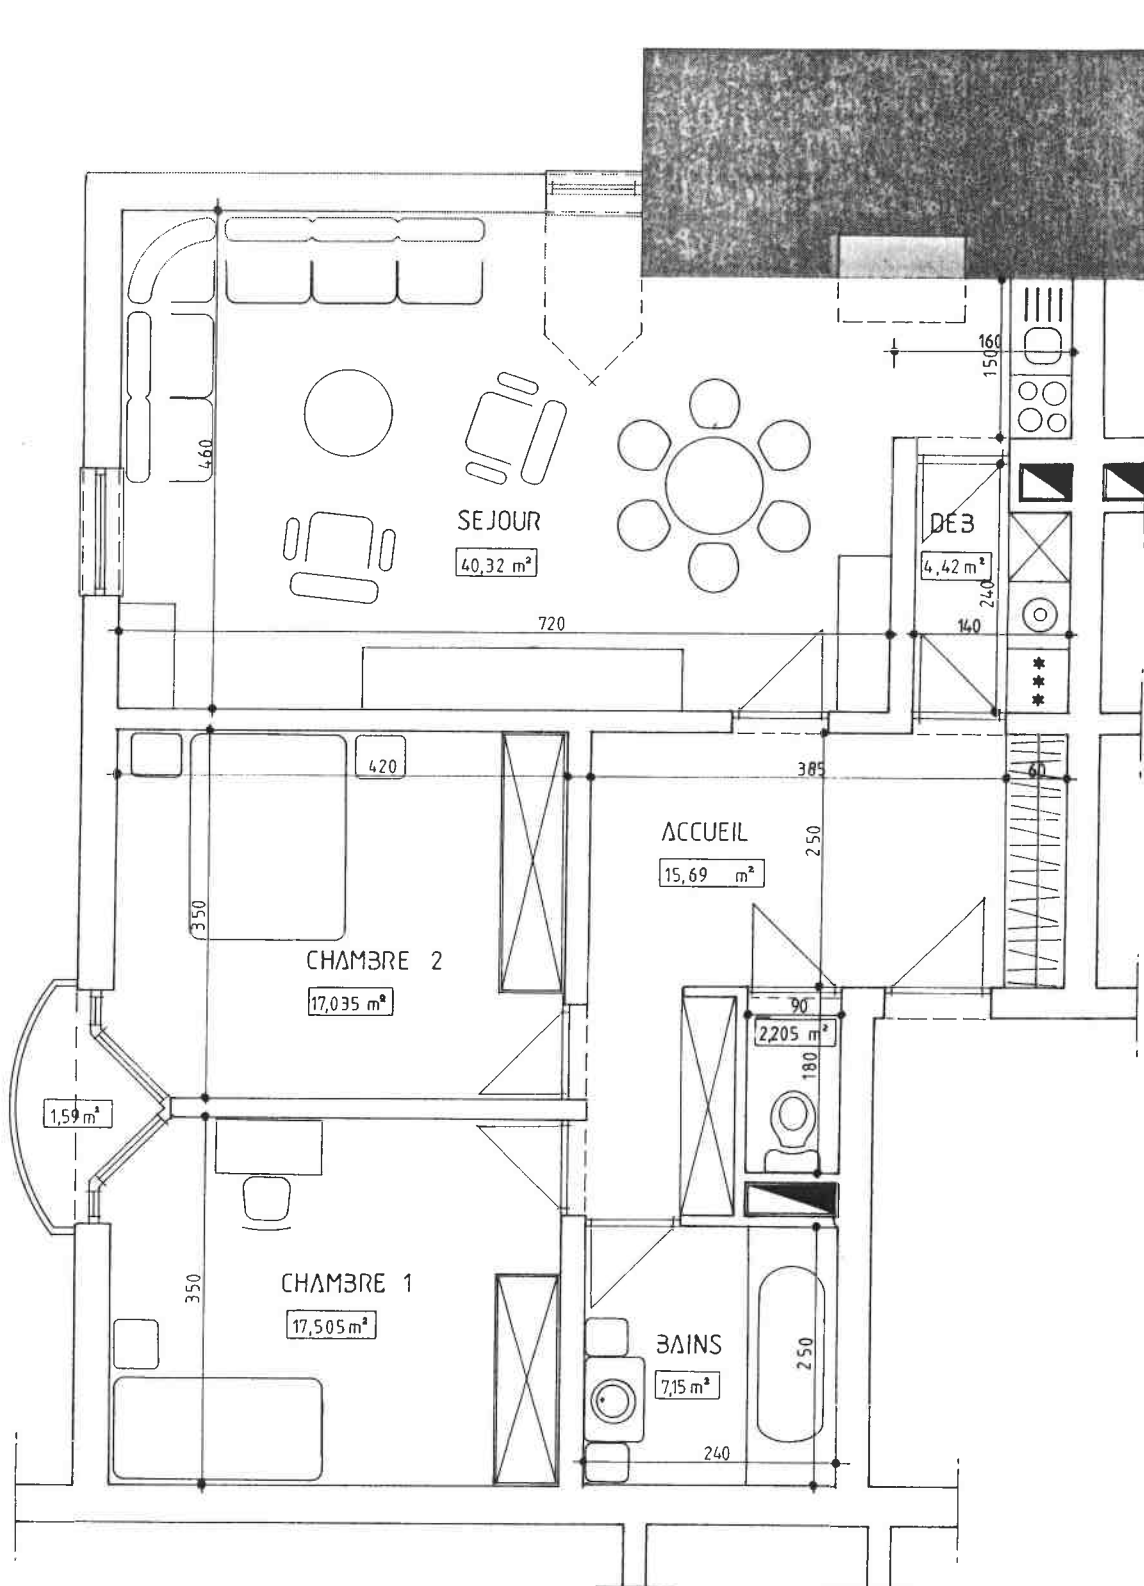 160
150
460
SEJOUR
40,32 m²
DEB
4,42 m²
240
720
140
***
420
385
60
ACCUEIL
15,69 m²
250
350
CHAMBRE 2
17,035 m²
90
2,205 m²
180
1,59 m²
350
CHAMBRE 1
17,505 m²
BAINS
7,15 m²
250
240